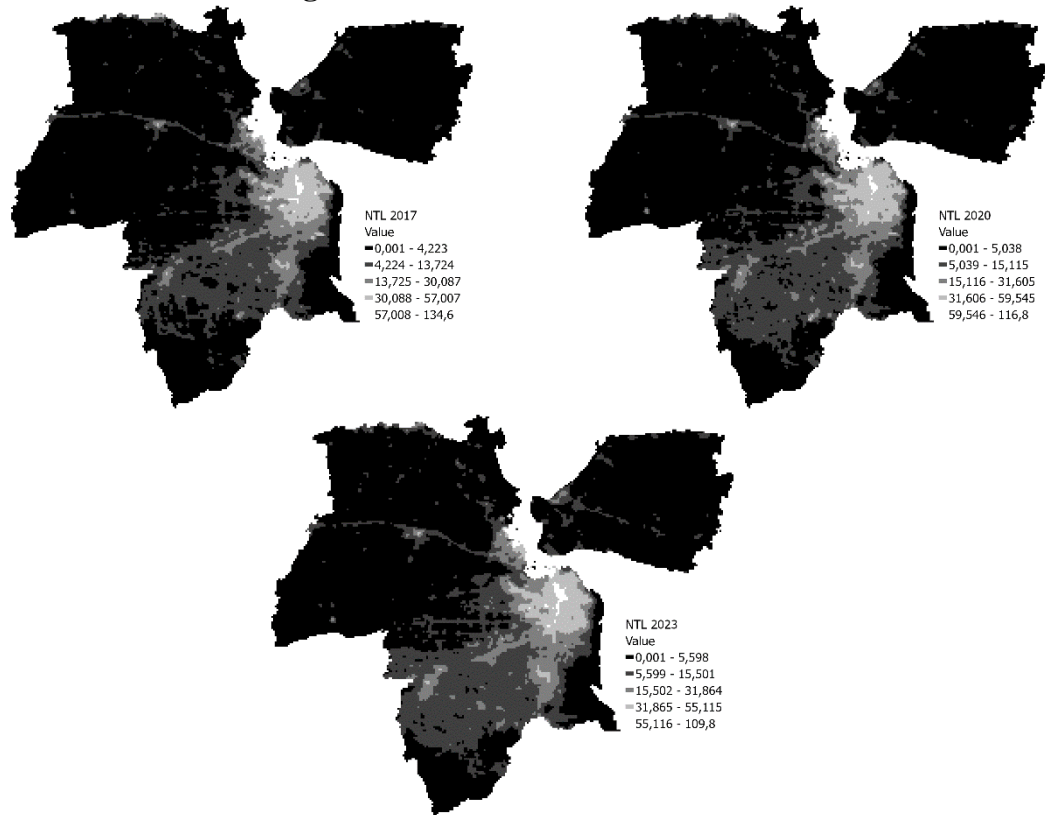 NTL 2017
Value
0,001 - 4,223
4,224 - 13,724
13,725 - 30,087
30,088 - 57,007
57,008 - 134,6
NTL 2020
Value
0,001 - 5,038
5,039 - 15,115
15,116 - 31,605
31,606 - 59,545
59,546 - 116,8
NTL 2023
Value
0,001 - 5,598
5,599 - 15,501
15,502 - 31,864
31,865 - 55,115
55,116 - 109,8